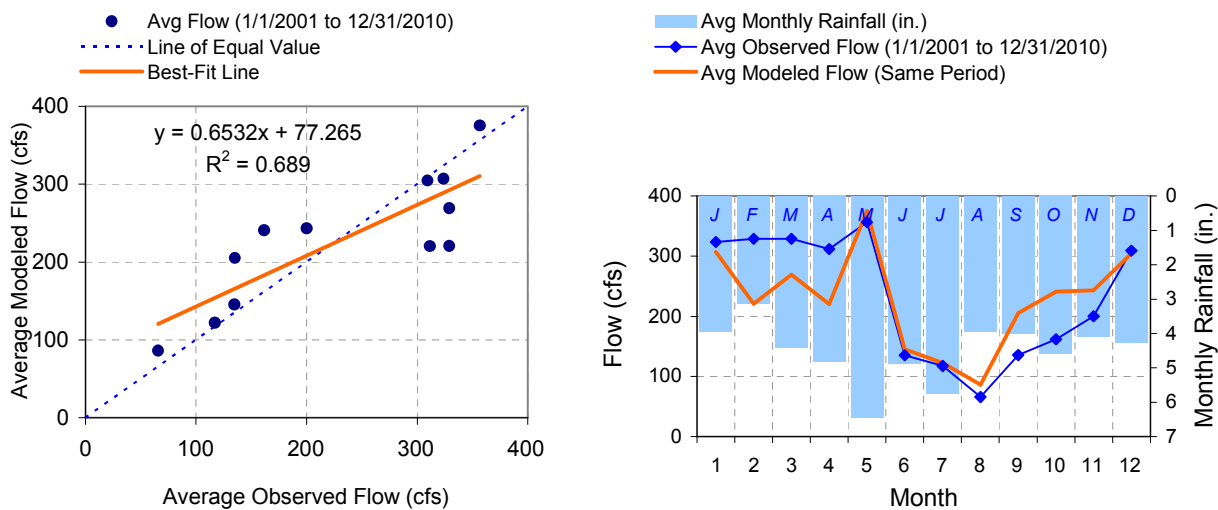 Avg Flow (1/1/2001 to 12/31/2010)
Line of Equal Value
Best-Fit Line
y = 0.6532x + 77.265
R² = 0.689
400
300
200
100
0
0 100 200 300 400
Average Modeled Flow (cfs)
Average Observed Flow (cfs)
Avg Monthly Rainfall (in.)
Avg Observed Flow (1/1/2001 to 12/31/2010)
Avg Modeled Flow (Same Period)
J F M A M J J A S O N D
400
300
200
100
0
Flow (cfs)
0
1
2
3
4
5
6
7
Monthly Rainfall (in.)
1 2 3 4 5 6 7 8 9 10 11 12
Month